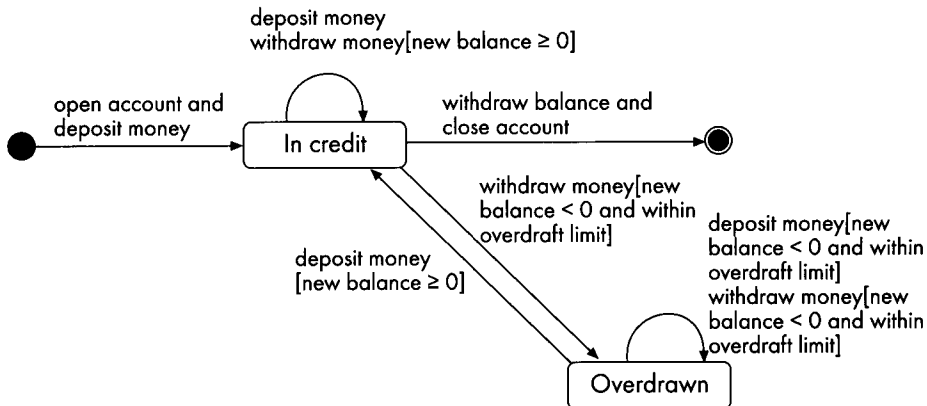 deposit money
withdraw money[new balance ≥ 0]
open account and
deposit money
In credit
withdraw balance and
close account
withdraw money[new
balance < 0 and within
overdraft limit]
deposit money
[new balance ≥ 0]
deposit money[new
balance < 0 and within
overdraft limit]
withdraw money[new
balance < 0 and within
overdraft limit]
Overdrawn